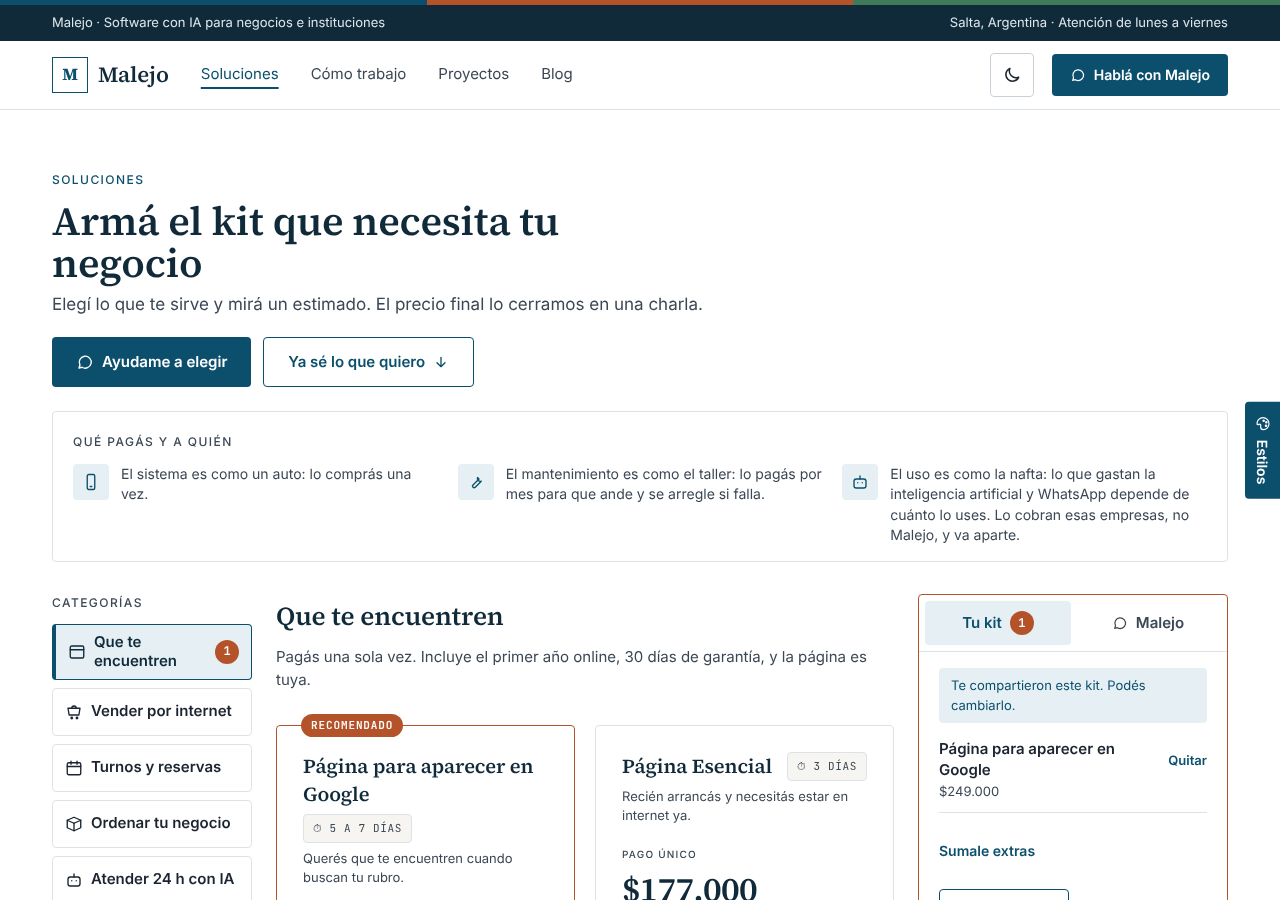 Malejo · Software con IA para negocios e instituciones
Salta, Argentina · Atención de lunes a viernes
M
Malejo
Soluciones
Cómo trabajo
Proyectos
Blog
Hablá con Malejo
SOLUCIONES
Armá el kit que necesita tu
negocio
Elegí lo que te sirve y mirá un estimado. El precio final lo cerramos en una charla.
Ayudame a elegir
Ya sé lo que quiero ↓
QUÉ PAGÁS Y A QUIÉN
El sistema es como un auto: lo comprás una
vez.
El mantenimiento es como el taller: lo pagás por
mes para que ande y se arregle si falla.
El uso es como la nafta: lo que gastan la
inteligencia artificial y WhatsApp depende de
cuánto lo uses. Lo cobran esas empresas, no
Malejo, y va aparte.
Estilos
CATEGORÍAS
Que te
encuentren
1
Vender por internet
Turnos y reservas
Ordenar tu negocio
Atender 24 h con IA
Que te encuentren
Pagás una sola vez. Incluye el primer año online, 30 días de garantía, y la página es
tuya.
RECOMENDADO
Página para aparecer en
Google
⏱ 5 A 7 DÍAS
Querés que te encuentren cuando
buscan tu rubro.
Página Esencial
⏱ 3 DÍAS
Recién arrancás y necesitás estar en
internet ya.
PAGO ÚNICO
$177.000
Tu kit
1
Malejo
Te compartieron este kit. Podés
cambiarlo.
Página para aparecer en
Google
Quitar
$249.000
Sumale extras